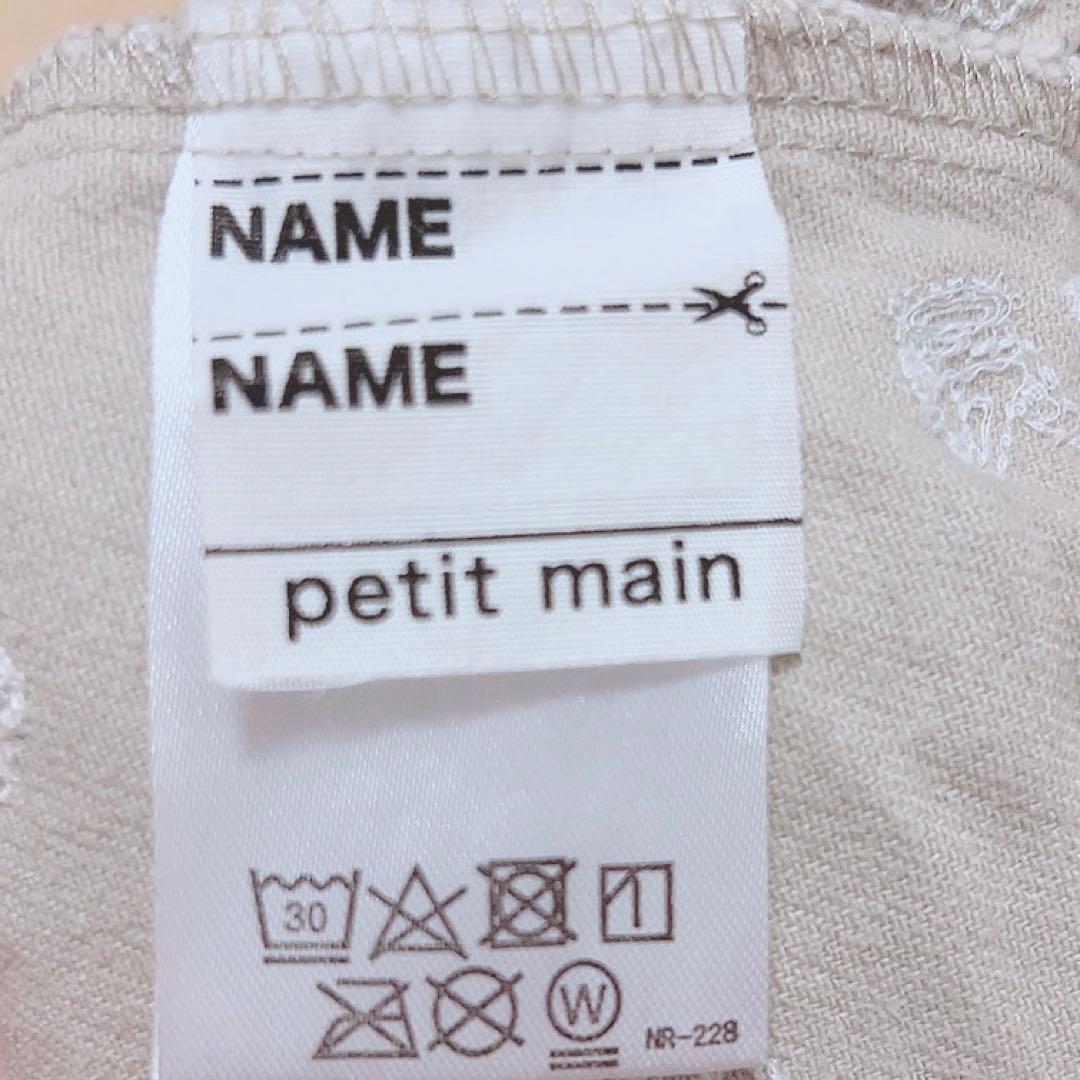 NAME
NAME
petit main
30
W NR-228